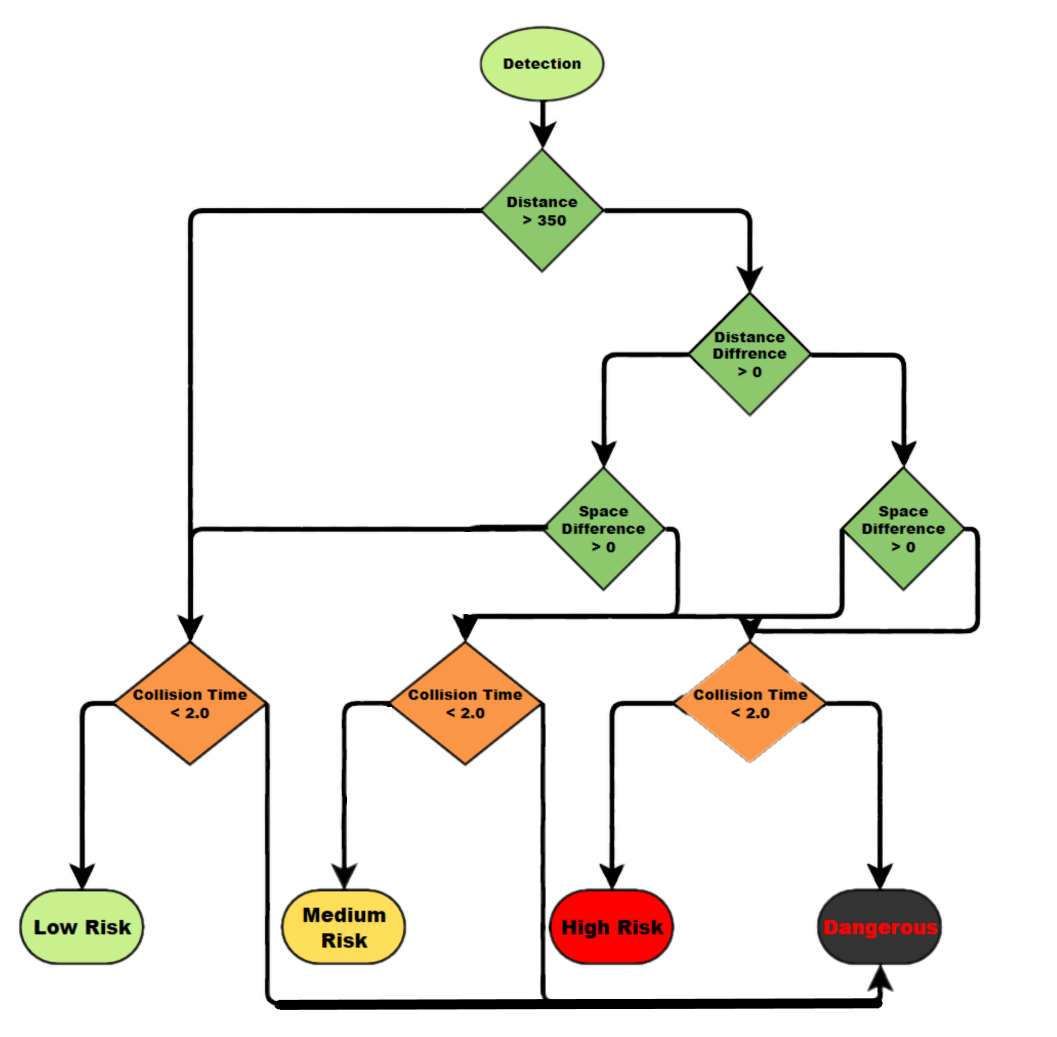 Detection
Distance
> 350
Distance
Diffrence
> 0
Space
Difference
> 0
Space
Difference
> 0
Collision Time
< 2.0
Collision Time
< 2.0
Collision Time
< 2.0
Low Risk
Medium
Risk
High Risk
Dangerous